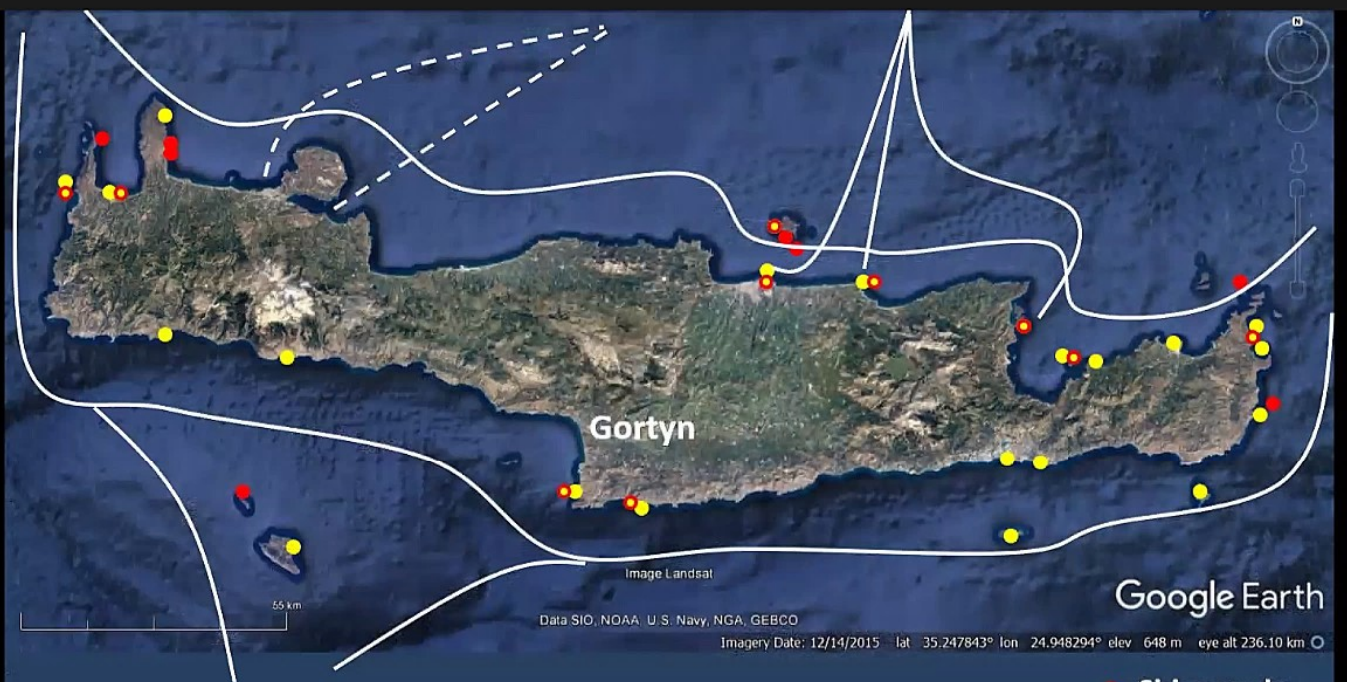 N
Gortyn
Image Landsat
Google Earth
55 km
Data SIO, NOAA, U.S. Navy, NGA, GEBCO
Imagery Date: 12/14/2015 lat 35.247843° lon 24.948294° elev 648 m eye alt 236.10 km